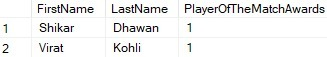 FirstName LastName PlayerOfTheMatchAwards
1 Shikar Dhawan 1
2 Virat Kohli 1